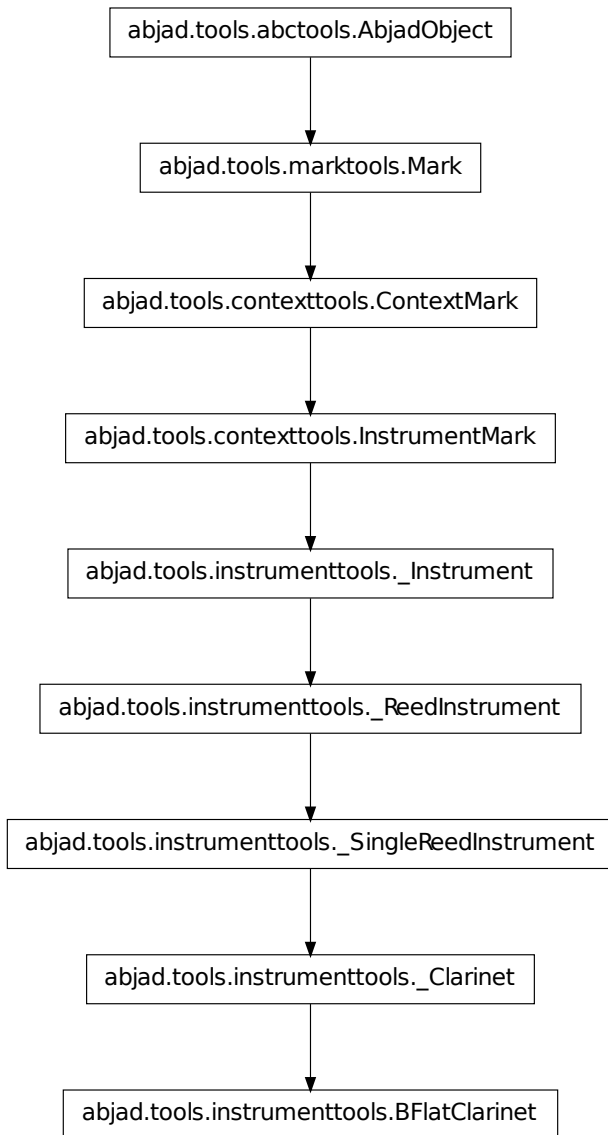 abjad.tools.abctools.AbjadObject
abjad.tools.marktools.Mark
abjad.tools.contexttools.ContextMark
abjad.tools.contexttools.InstrumentMark
abjad.tools.instrumenttools._Instrument
abjad.tools.instrumenttools._ReedInstrument
abjad.tools.instrumenttools._SingleReedInstrument
abjad.tools.instrumenttools._Clarinet
abjad.tools.instrumenttools.BFlatClarinet